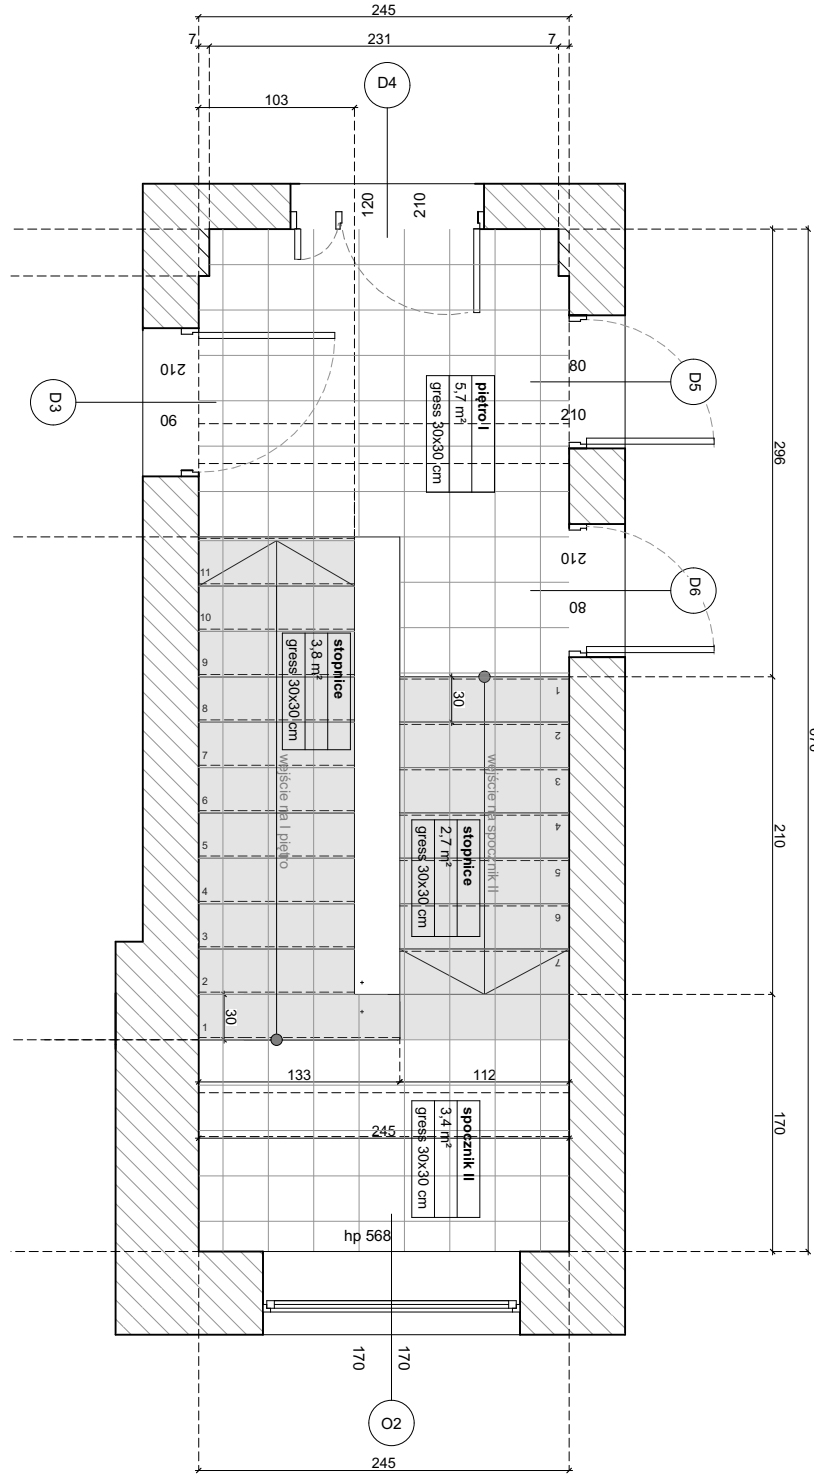 245
7
231
7
D4
103
120
210
210
90
D3
80
210
D5
piętro I
5,7 m²
gress 30x30 cm
296
210
80
D6
11
10
9
8
7
6
5
4
3
2
1
stopnice
3,8 m²
gress 30x30 cm
wejście na I piętro
30
1
2
3
4
5
6
7
30
wejście na spocznik II
stopnice
2,7 m²
gress 30x30 cm
210
30
133
112
245
spocznik II
3,4 m²
gress 30x30 cm
170
hp 568
170
170
O2
245